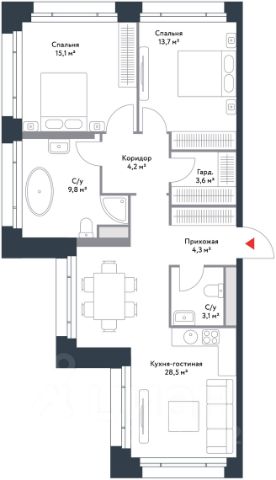 Спальня
15,1 м²
Спальня
13,7 м²
Коридор
4,2 м²
Гард.
3,6 м²
С/у
9,8 м²
Прихожая
4,3 м²
С/у
3,1 м²
Кухня-гостиная
28,5 м²